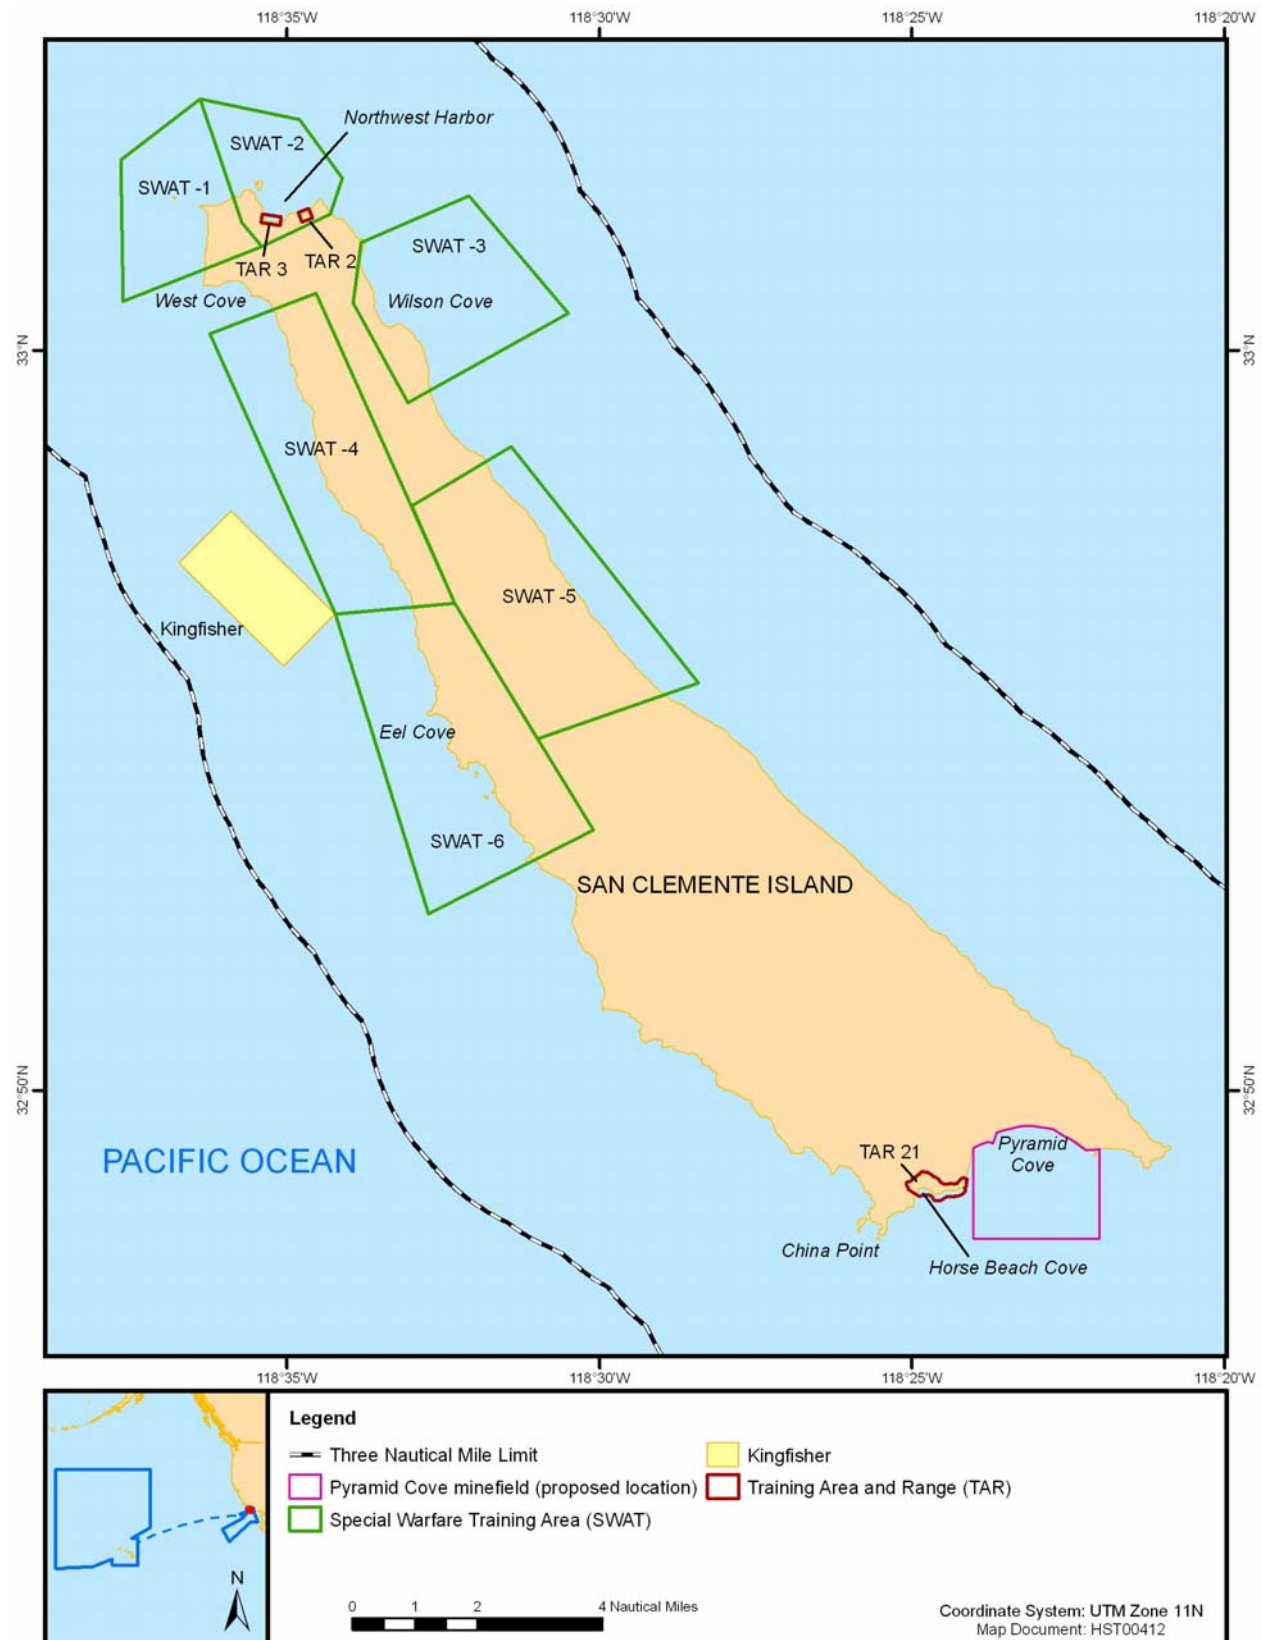 118°35'W 118°30'W 118°25'W 118°20'W
Northwest Harbor
SWAT -2
SWAT -1
SWAT -3
TAR 3
TAR 2
West Cove
Wilson Cove
33°N
33°N
SWAT -4
SWAT -5
Kingfisher
Eel Cove
SWAT -6
SAN CLEMENTE ISLAND
32°50'N
32°50'N
PACIFIC OCEAN
TAR 21
Pyramid
Cove
China Point
Horse Beach Cove
118°35'W 118°30'W 118°25'W 118°20'W
Legend
Three Nautical Mile Limit
Kingfisher
Pyramid Cove minefield (proposed location)
Training Area and Range (TAR)
Special Warfare Training Area (SWAT)
N
0 1 2 4 Nautical Miles
Coordinate System: UTM Zone 11N
Map Document: HST00412